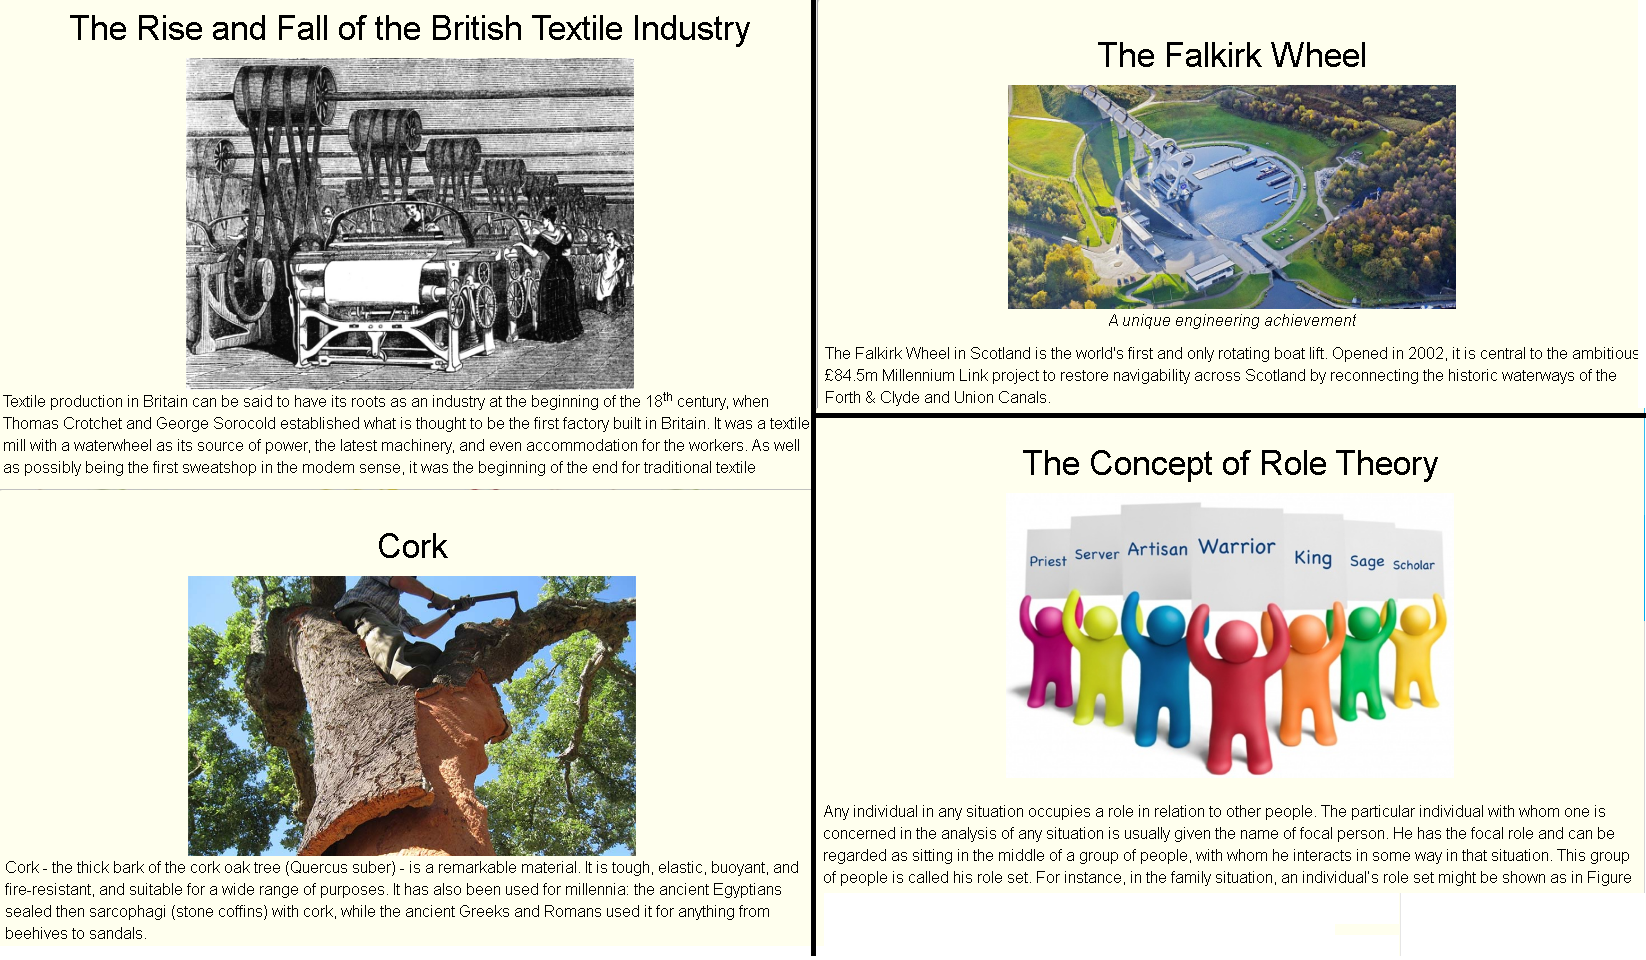 The Rise and Fall of the British Textile Industry
Textile production in Britain can be said to have its roots as an industry at the beginning of the 18th century, when
Thomas Crotchet and George Sorocold established what is thought to be the first factory built in Britain. It was a textile
mill with a waterwheel as its source of power, the latest machinery, and even accommodation for the workers. As well
as possibly being the first sweatshop in the modern sense, it was the beginning of the end for traditional textile
Cork
Cork - the thick bark of the cork oak tree (Quercus suber) - is a remarkable material. It is tough, elastic, buoyant, and
fire-resistant, and suitable for a wide range of purposes. It has also been used for millennia: the ancient Egyptians
sealed then sarcophagi (stone coffins) with cork, while the ancient Greeks and Romans used it for anything from
beehives to sandals.
The Falkirk Wheel
A unique engineering achievement
The Falkirk Wheel in Scotland is the world's first and only rotating boat lift. Opened in 2002, it is central to the ambitious
£84.5m Millennium Link project to restore navigability across Scotland by reconnecting the historic waterways of the
Forth & Clyde and Union Canals.
The Concept of Role Theory
Priest Server Artisan Warrior King Sage Scholar
Any individual in any situation occupies a role in relation to other people. The particular individual with whom one is
concerned in the analysis of any situation is usually given the name of focal person. He has the focal role and can be
regarded as sitting in the middle of a group of people, with whom he interacts in some way in that situation. This group
of people is called his role set. For instance, in the family situation, an individual's role set might be shown as in Figure